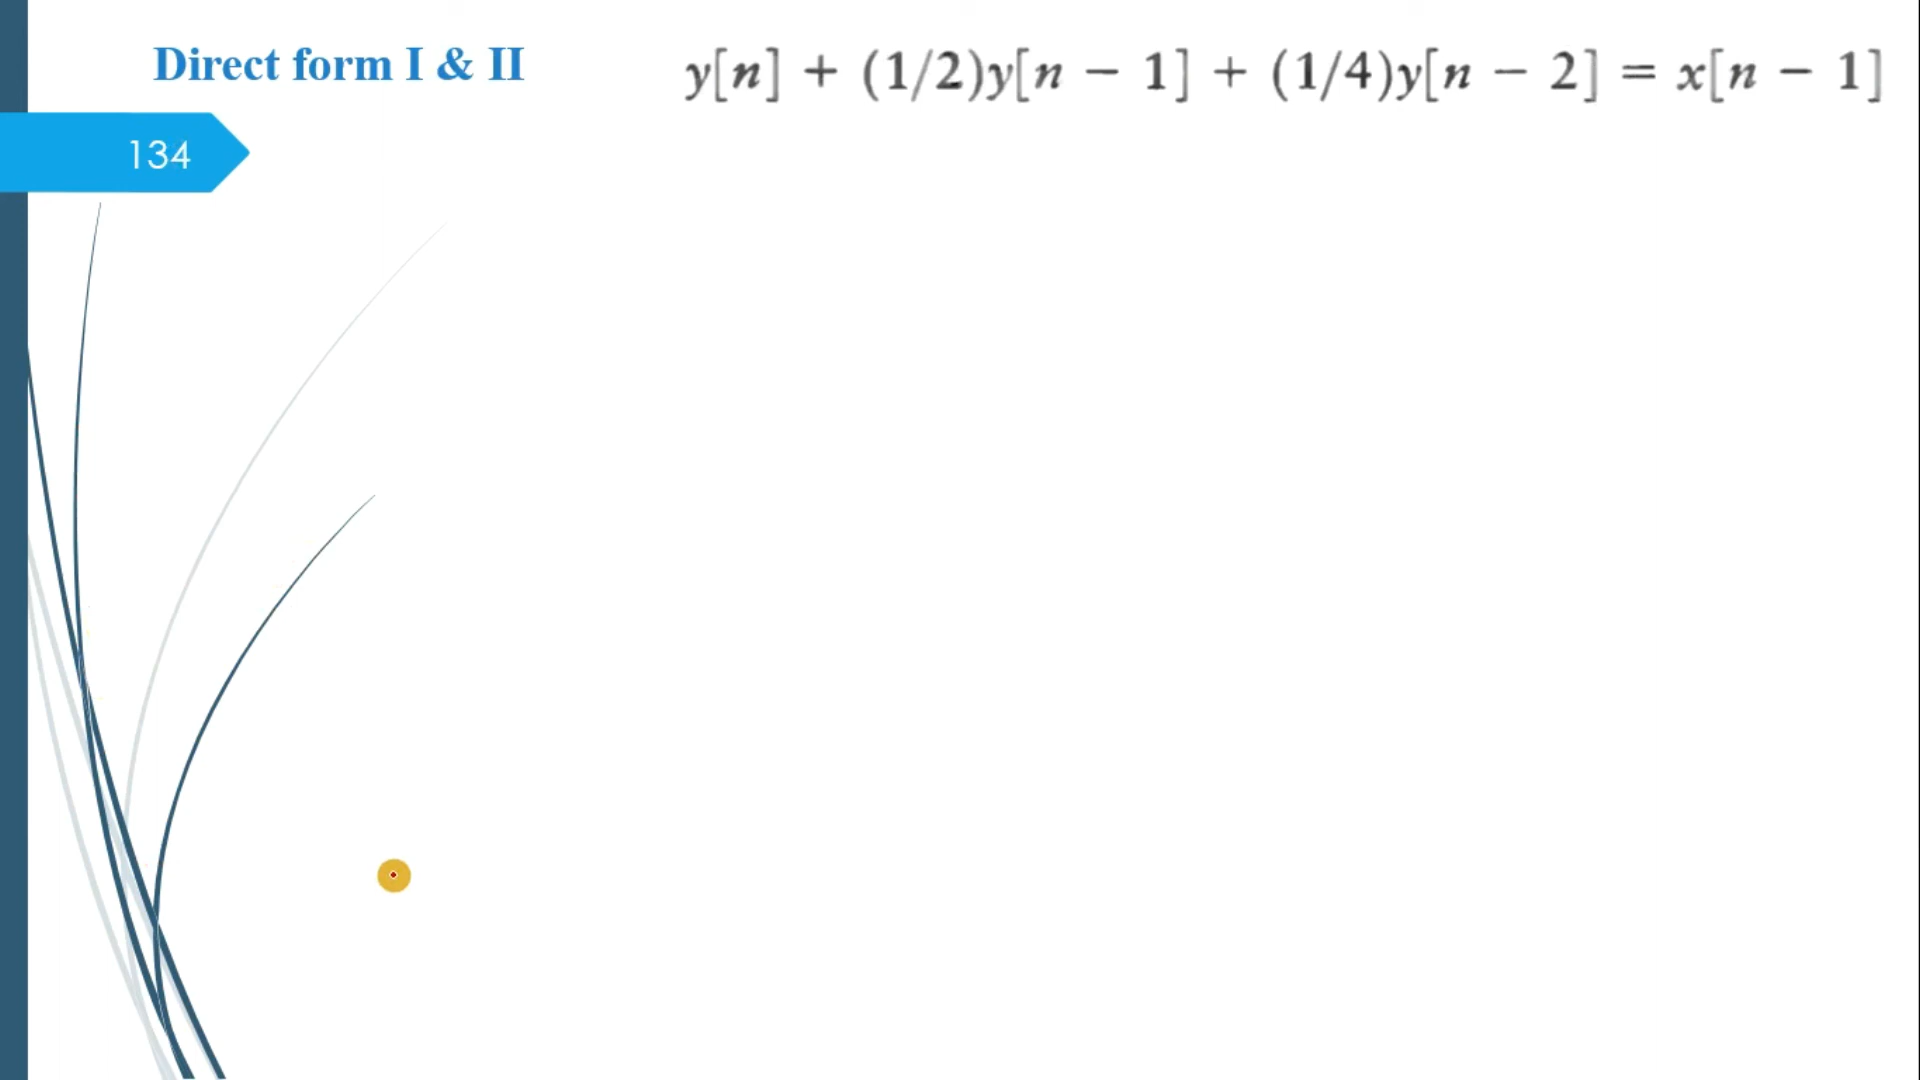 Direct form I & II
y[n] + (1/2)y[n − 1] + (1/4)y[n − 2] = x[n − 1]
134